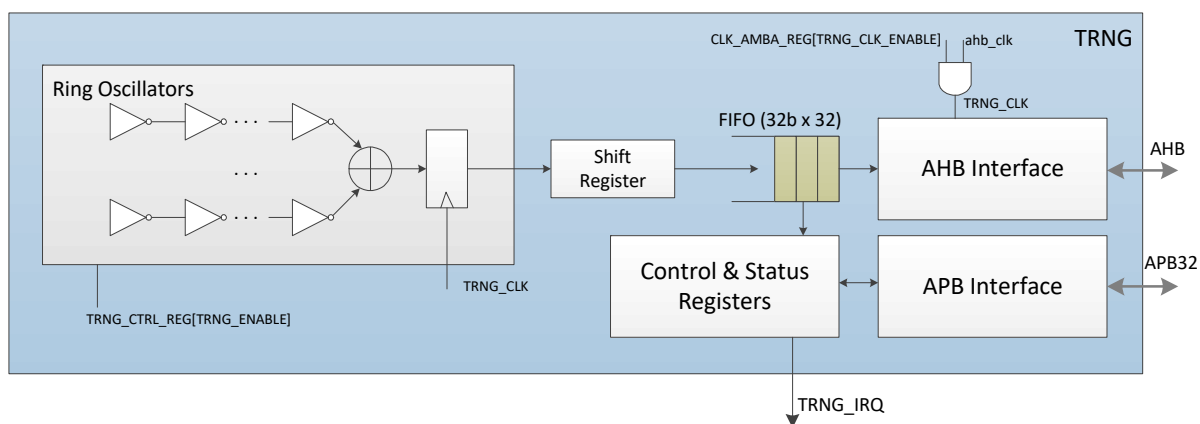 CLK_AMBA_REG[TRNG_CLK_ENABLE]
ahb_clk
TRNG
Ring Oscillators
TRNG_CLK
FIFO (32b x 32)
. . .
. . .
. . .
Shift
Register
AHB Interface
AHB
Control & Status
Registers
APB Interface
APB32
TRNG_CLK
TRNG_CTRL_REG[TRNG_ENABLE]
TRNG_IRQ